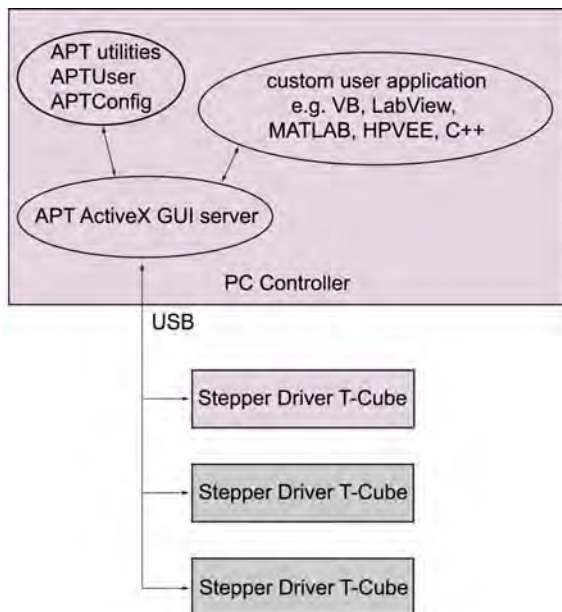 APT utilities
APTUser
APTConfig
custom user application
e.g. VB, LabView,
MATLAB, HPVEE, C++
APT ActiveX GUI server
PC Controller
USB
Stepper Driver T-Cube
Stepper Driver T-Cube
Stepper Driver T-Cube